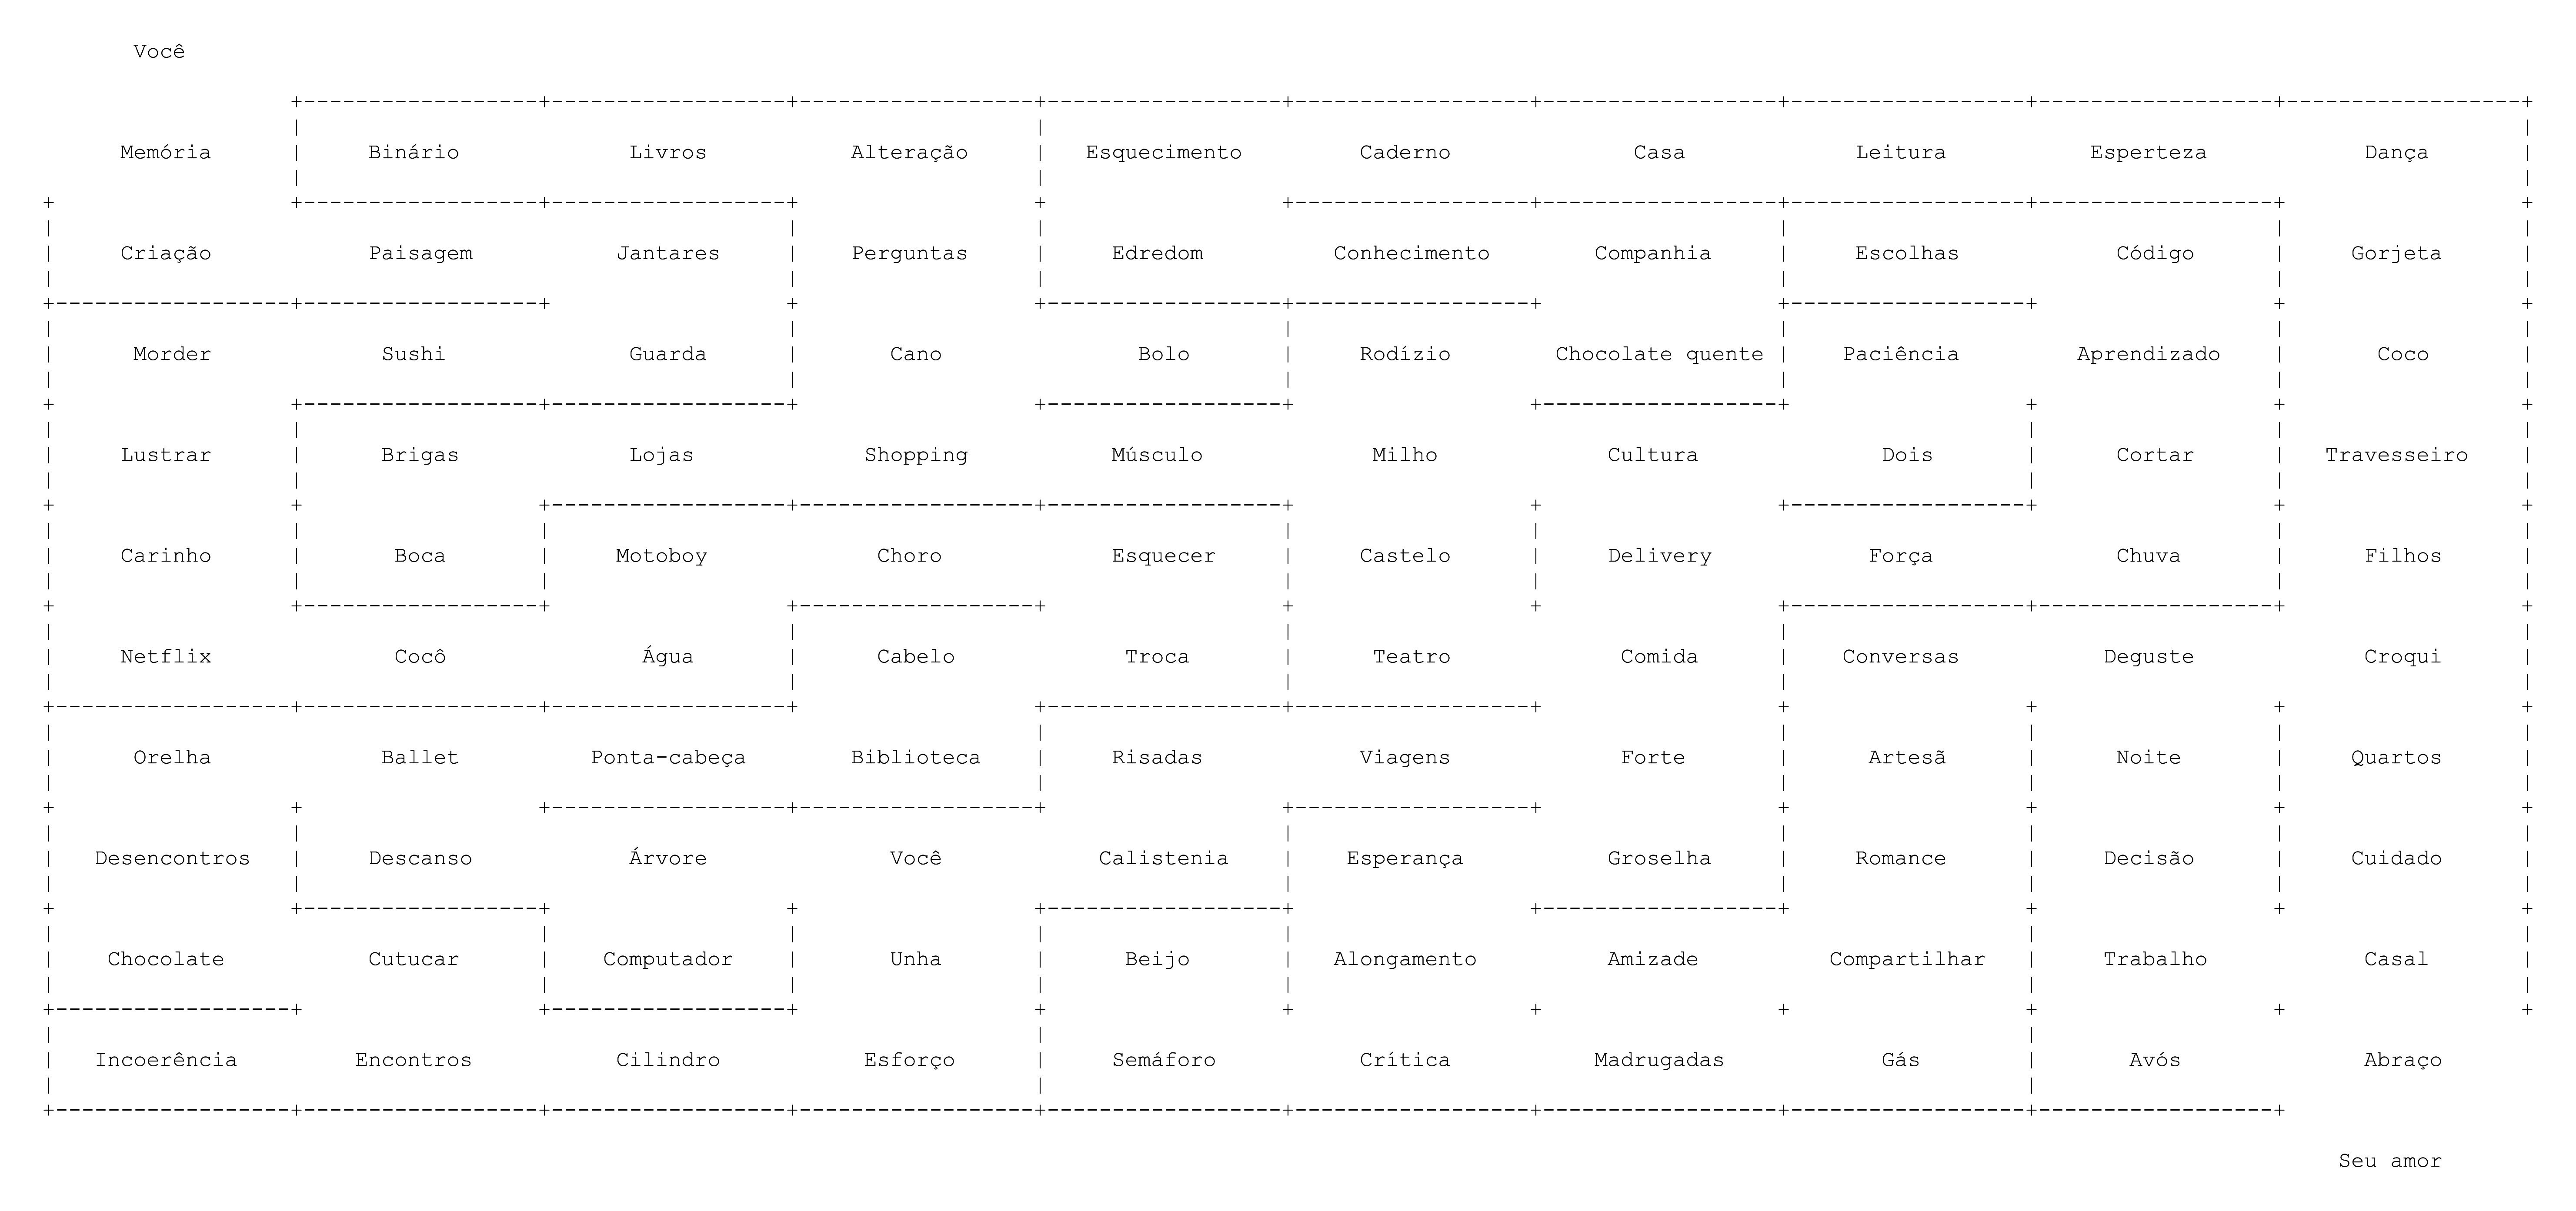 Você
Memória Binário Livros Alteração Esquecimento Caderno Casa Leitura Esperteza Dança
Criação Paisagem Jantares Perguntas Edredom Conhecimento Companhia Escolhas Código Gorjeta
Morder Sushi Guarda Cano Bolo Rodízio Chocolate quente Paciência Aprendizado Coco
Lustrar Brigas Lojas Shopping Músculo Milho Cultura Dois Cortar Travesseiro
Carinho Boca Motoboy Choro Esquecer Castelo Delivery Força Chuva Filhos
Netflix Cocô Água Cabelo Troca Teatro Comida Conversas Deguste Croqui
Orelha Ballet Ponta-cabeça Biblioteca Risadas Viagens Forte Artesã Noite Quartos
Desencontros Descanso Árvore Você Calistenia Esperança Groselha Romance Decisão Cuidado
Chocolate Cutucar Computador Unha Beijo Alongamento Amizade Compartilhar Trabalho Casal
Incoerência Encontros Cilindro Esforço Semáforo Crítica Madrugadas Gás Avós Abraço
Seu amor